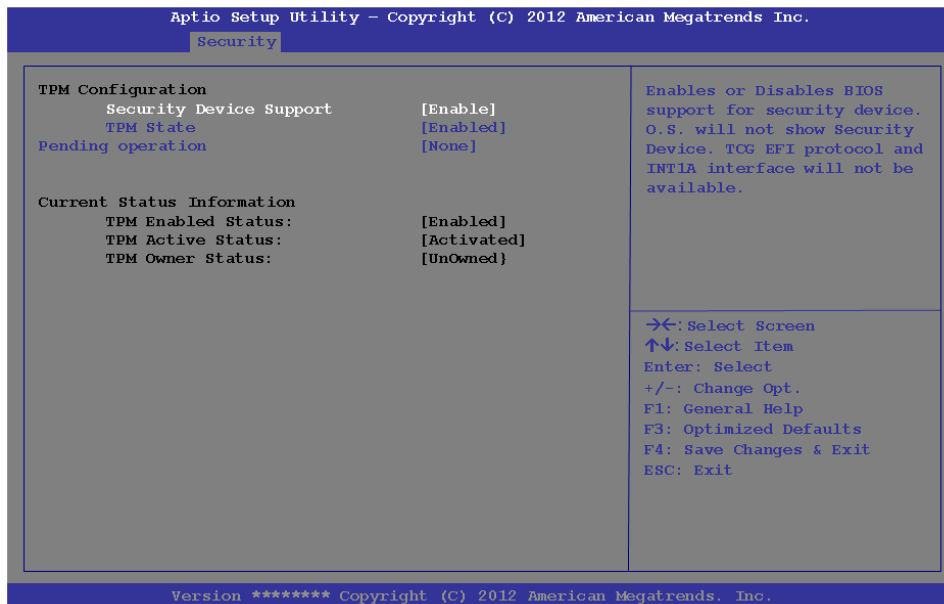 Aptio Setup Utility – Copyright (C) 2012 American Megatrends Inc.
Security
TPM Configuration
Security Device Support [Enable]
TPM State [Enabled]
Pending operation [None]
Current Status Information
TPM Enabled Status: [Enabled]
TPM Active Status: [Activated]
TPM Owner Status: [UnOwned}
Enables or Disables BIOS
support for security device.
O.S. will not show Security
Device. TCG EFI protocol and
INT1A interface will not be
available.
→←: Select Screen
↑↓: Select Item
Enter: Select
+/-: Change Opt.
F1: General Help
F3: Optimized Defaults
F4: Save Changes & Exit
ESC: Exit
Version ******** Copyright (C) 2012 American Megatrends. Inc.